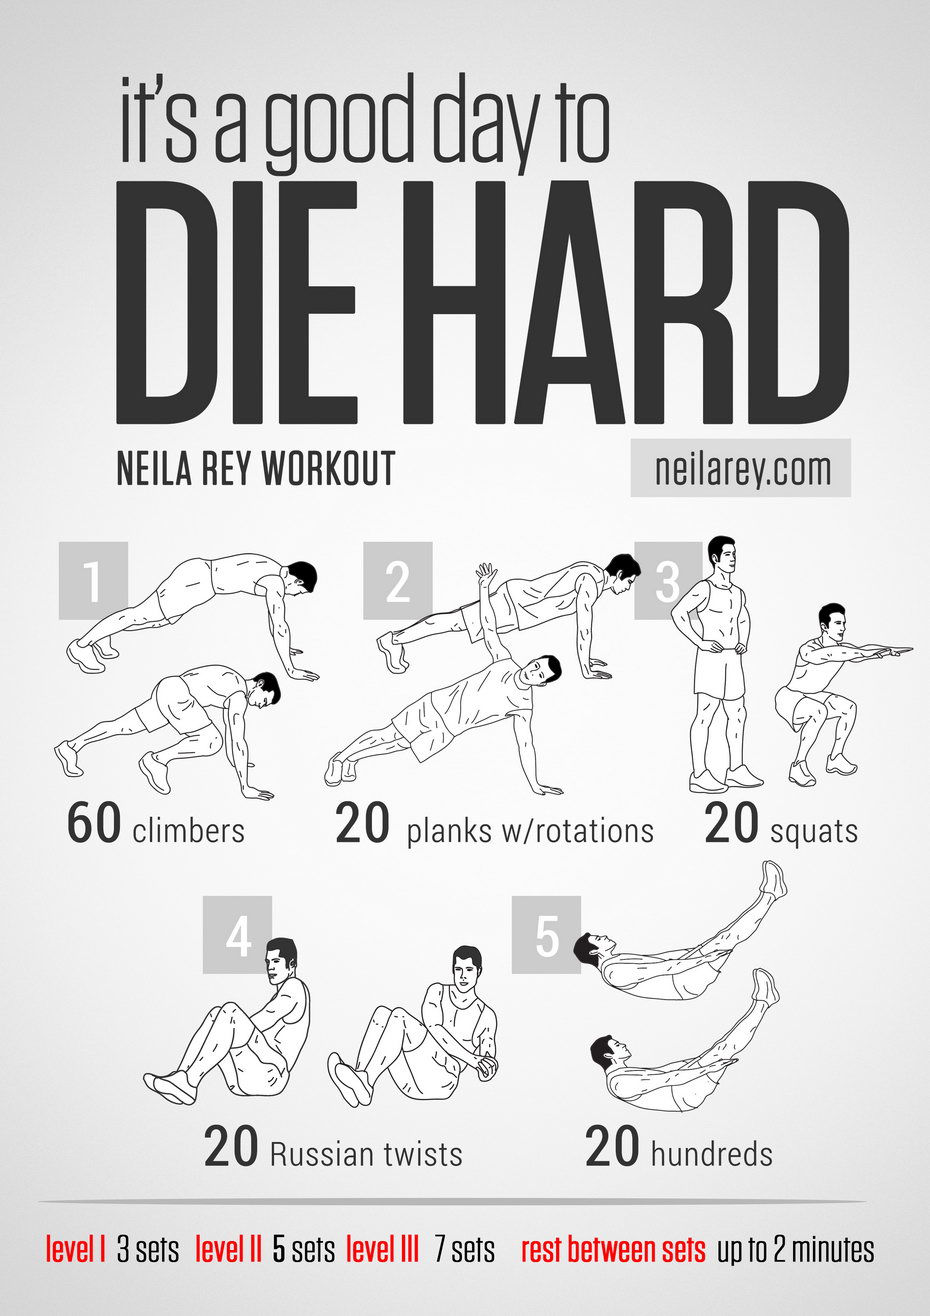 it's a good day to
DIE HARD
NEILA REY WORKOUT
neilarey.com
1
2
3
60 climbers
20 planks w/rotations
20 squats
4
5
20 Russian twists
20 hundreds
level I 3 sets level II 5 sets level III 7 sets rest between sets up to 2 minutes